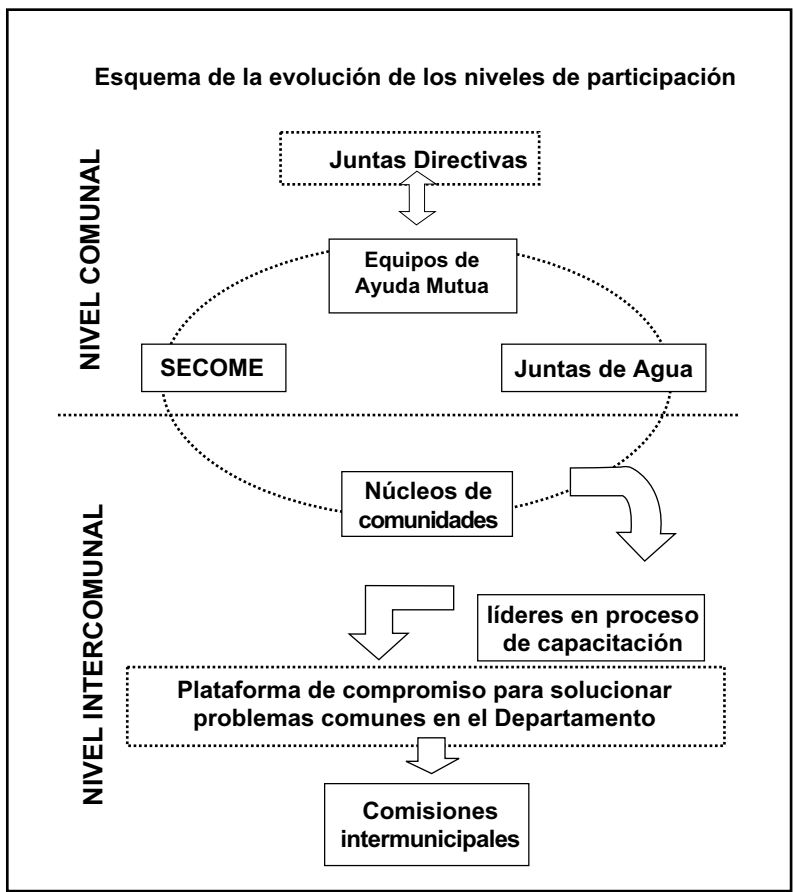 Esquema de la evolución de los niveles de participación
NIVEL COMUNAL
Juntas Directivas
Equipos de
Ayuda Mutua
SECOME
Juntas de Agua
NIVEL INTERCOMUNAL
Núcleos de
comunidades
líderes en proceso
de capacitación
Plataforma de compromiso para solucionar
problemas comunes en el Departamento
Comisiones
intermunicipales